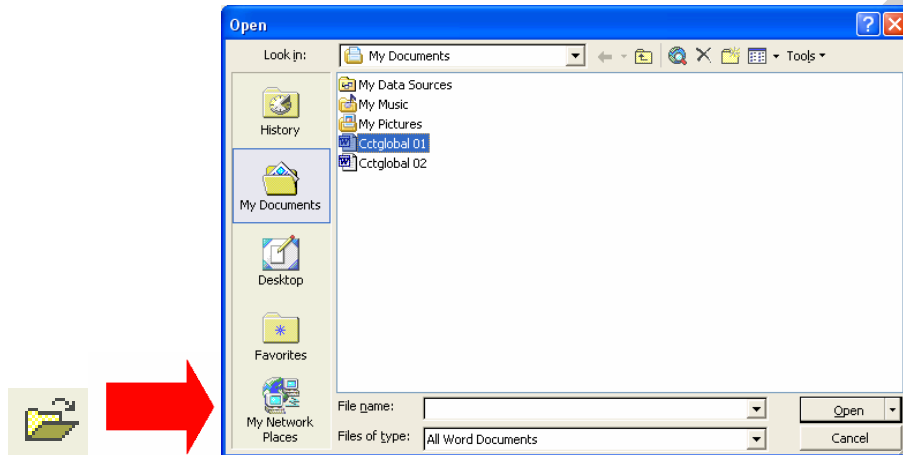 Open
Look in: My Documents Tools
My Data Sources
My Music
My Pictures
Cctglobal 01
Cctglobal 02
History
My Documents
Desktop
Favorites
My Network
Places
File name: Open
Files of type: All Word Documents Cancel